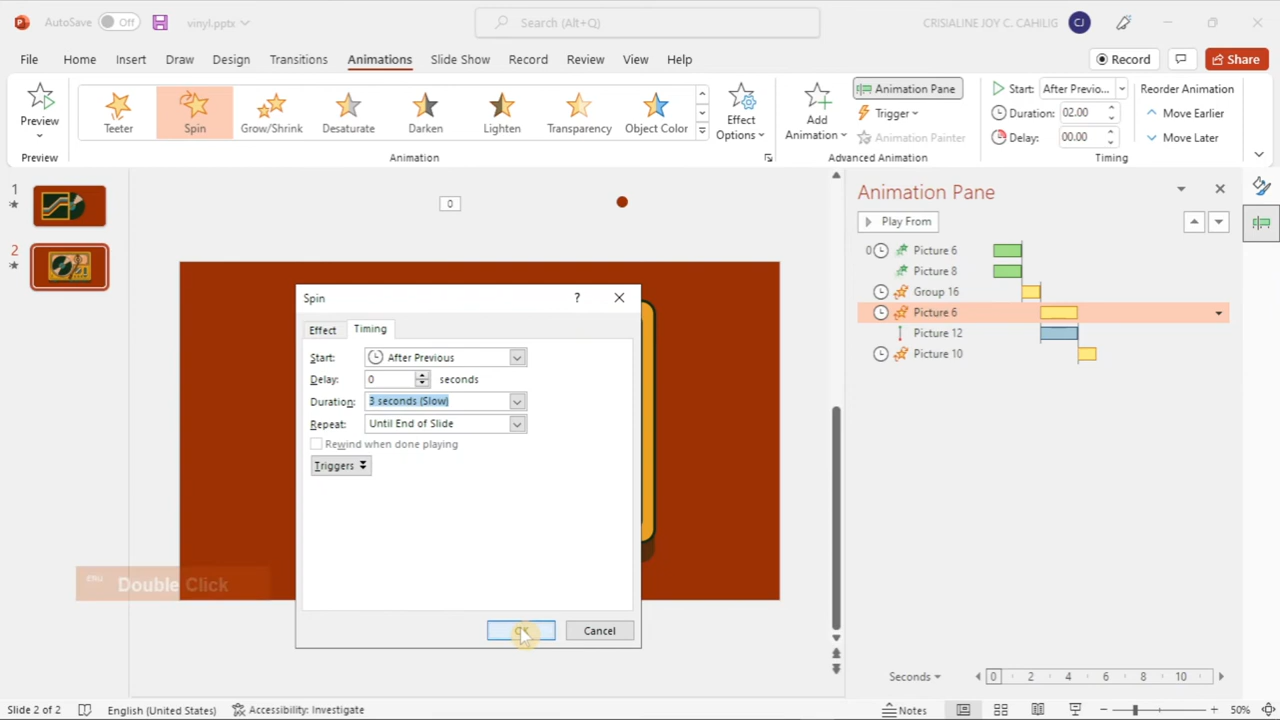 AutoSave Off vinyl.pptx Search (Alt+Q) CRISIALINE JOY C. CAHILIG CJ
File Home Insert Draw Design Transitions Animations Slide Show Record Review View Help Record Share
Preview
Teeter Spin Grow/Shrink Desaturate Darken Lighten Transparency Object Color
Effect Options
Add Animation
Animation Pane
Trigger
Animation Painter
Start: After Previo...
Duration: 02.00
Delay: 00.00
Reorder Animation
Move Earlier
Move Later
Preview Animation Advanced Animation Timing
1
2
0
Animation Pane
Play From
0 Picture 6
Picture 8
Group 16
Picture 6
Picture 12
Picture 10
Spin ?
Effect Timing
Start: After Previous
Delay: 0 seconds
Duration: 3 seconds (Slow)
Repeat: Until End of Slide
Rewind when done playing
Triggers
Double Click
Cancel
Seconds 0 2 4 6 8 10
Slide 2 of 2 English (United States) Accessibility: Investigate Notes 50%